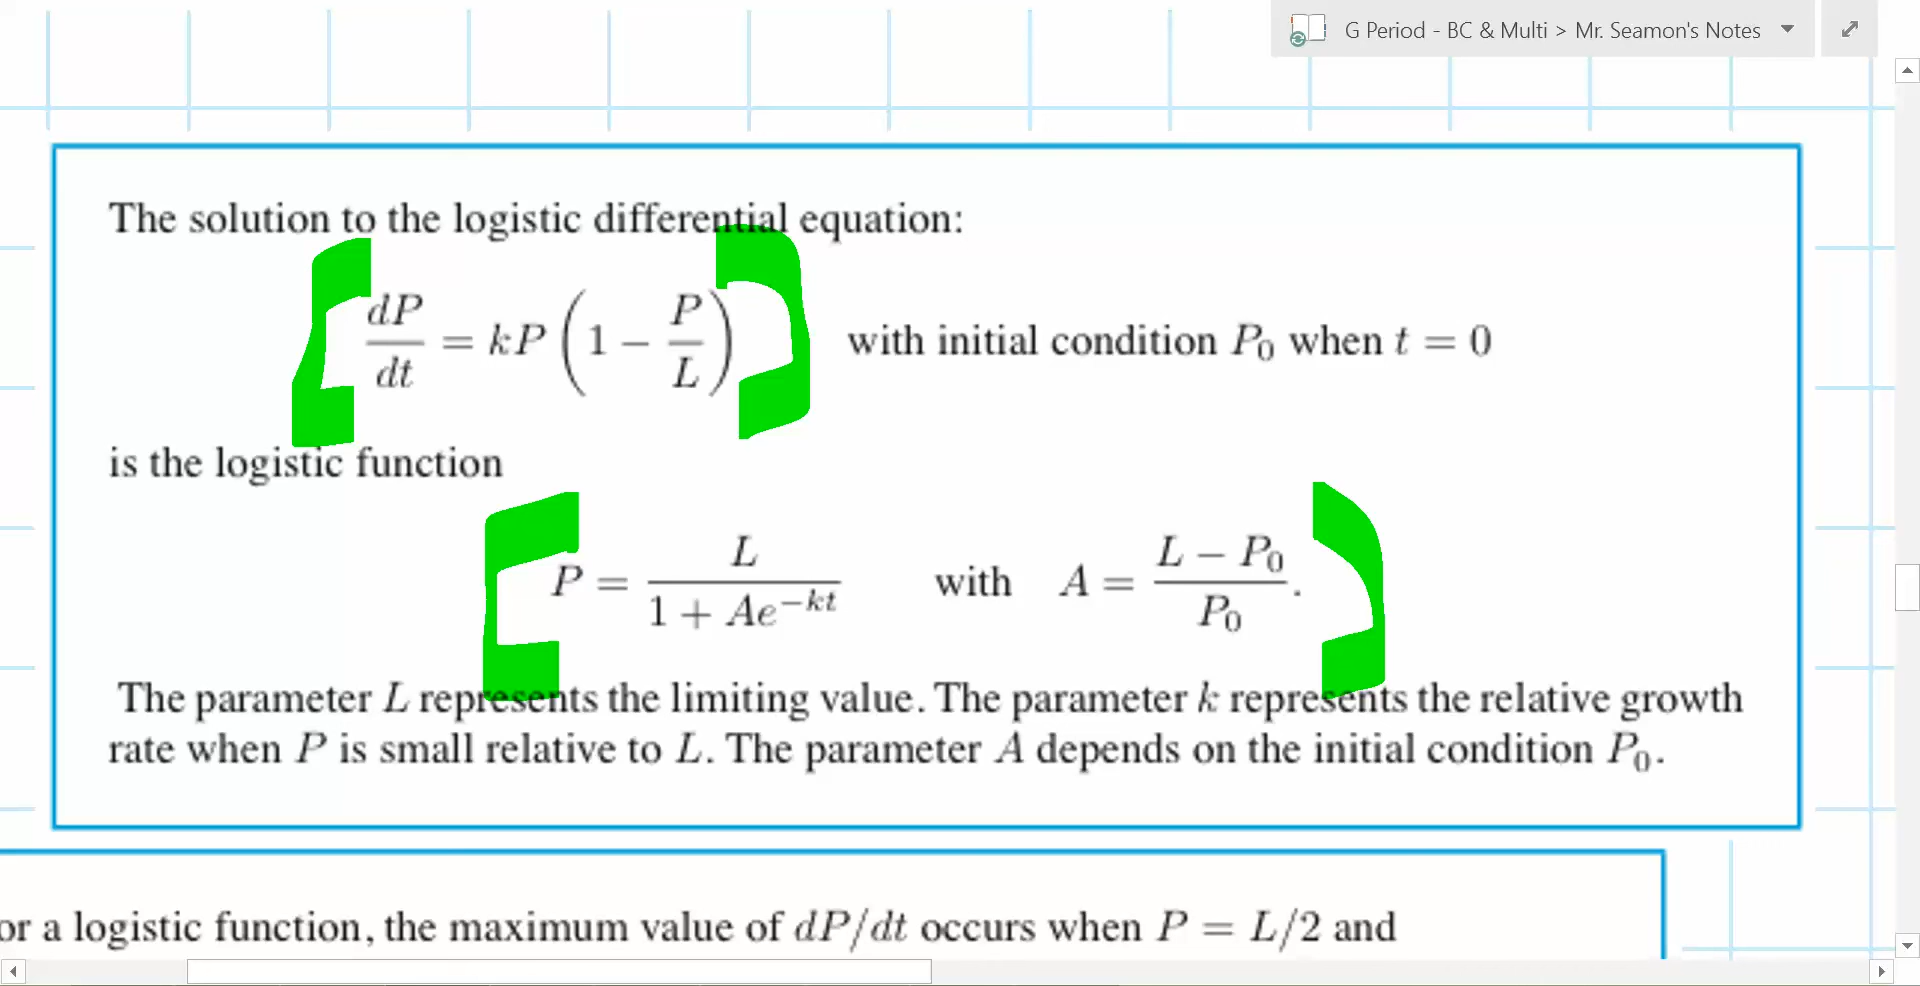 G Period - BC & Multi > Mr. Seamon's Notes
The solution to the logistic differential equation:
dP/dt = kP (1 − P/L) with initial condition P₀ when t = 0
is the logistic function
P = L/(1 + Ae^(−kt)) with A = (L − P₀)/P₀.
The parameter L represents the limiting value. The parameter k represents the relative growth
rate when P is small relative to L. The parameter A depends on the initial condition P₀.
or a logistic function, the maximum value of dP/dt occurs when P = L/2 and